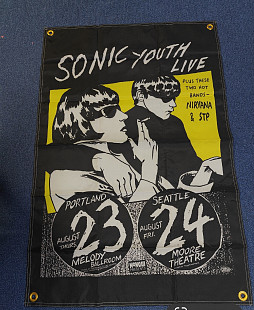 SONIC YOUTH
LIVE
PLUS THESE
TWO HOT
BANDS-
NIRVANA
& STP
PORTLAND
AUGUST THURS.
23
MELODY
BALLROOM
SEATTLE
AUGUST FRI.
24
MOORE
THEATRE